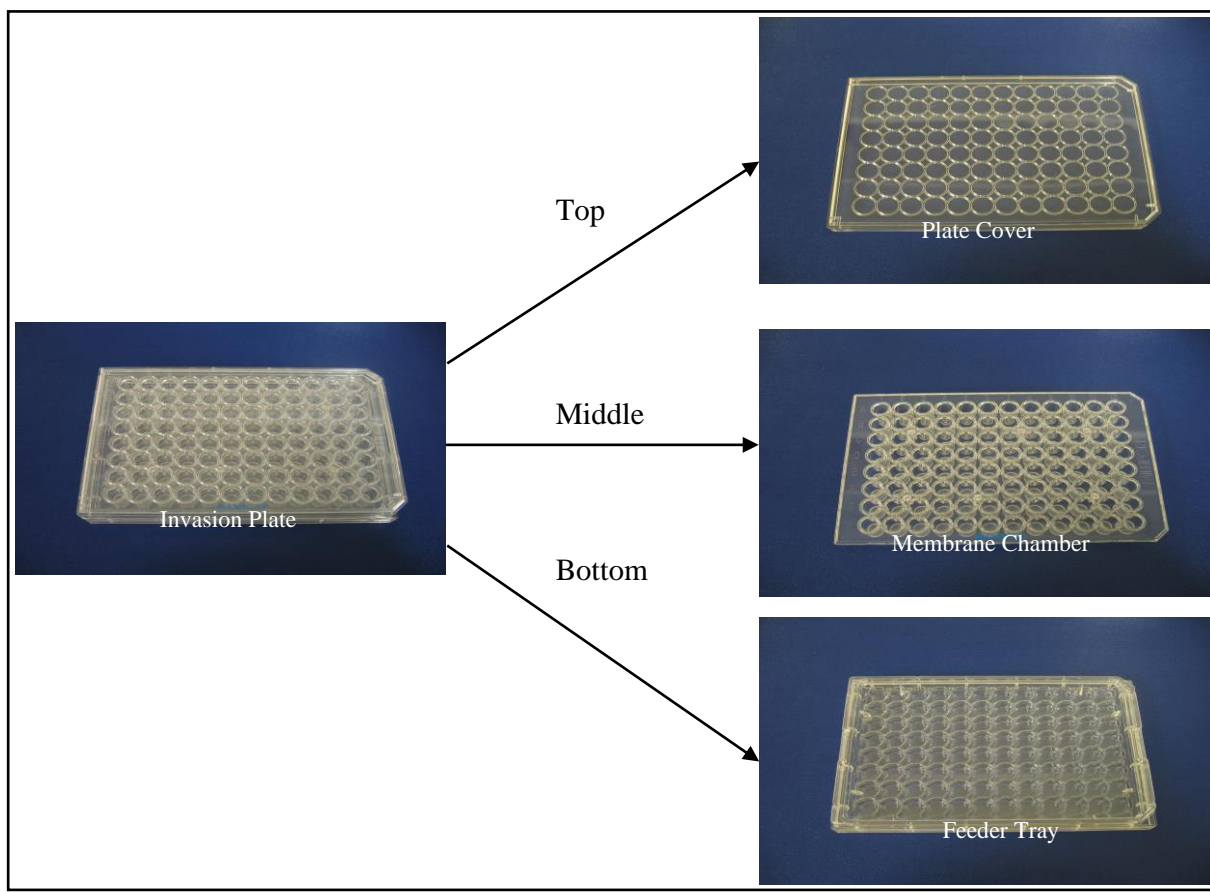 Top
Plate Cover
Invasion Plate
Middle
Membrane Chamber
Bottom
Feeder Tray